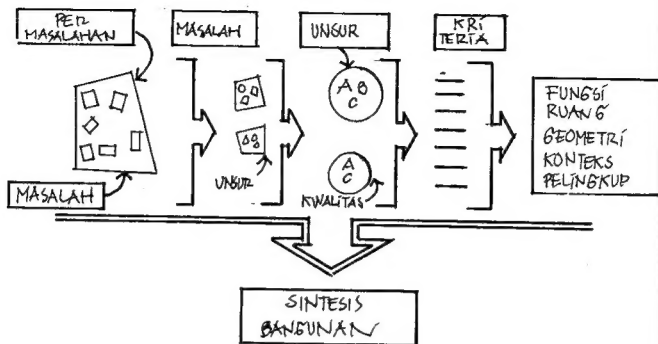 PER
MASALAHAN
MASALAH
UNSUR
KRI
TERIA
A B
C
A
C
UNSUR
KWALITAS
MASALAH
FUNGSI
RUANG
GEOMETRI
KONTEKS
PELINGKUP
SINTESIS
BANGUNAN